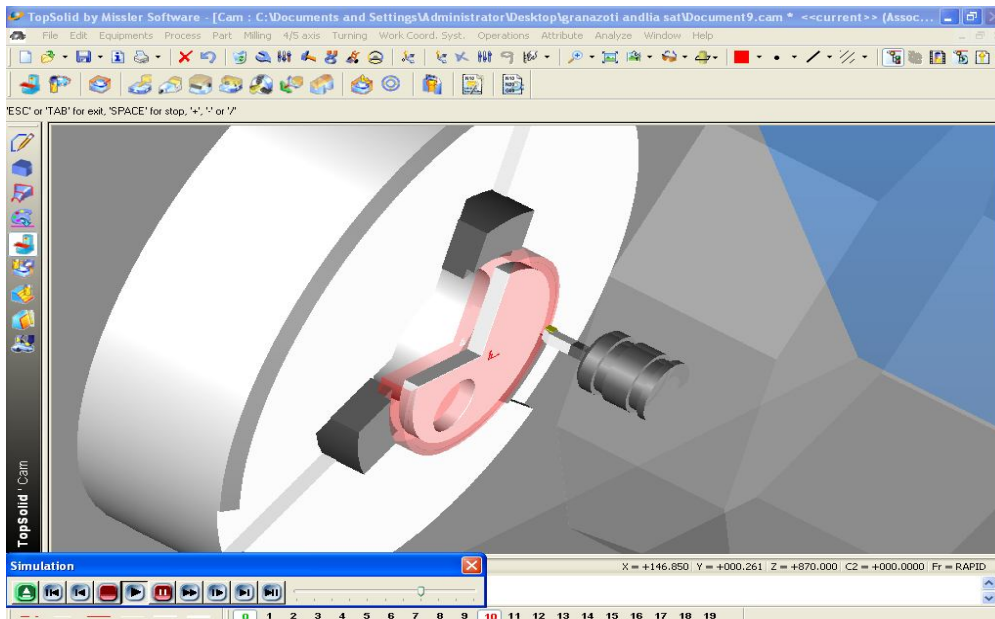 TopSolid by Missler Software - [Cam : C:\Documents and Settings\Administrator\Desktop\granazoti andlia sat\Document9.cam * <<current>> (Assoc...
File Edit Equipments Process Part Milling 4/5 axis Turning Work Coord. Syst. Operations Attribute Analyze Window Help
'ESC' or 'TAB' for exit, 'SPACE' for stop, '+', '-' or '/'
TopSolid'Cam
Simulation
X = +146.850 Y = +000.261 Z = +870.000 C2 = +000.0000 Fr = RAPID
0 1 2 3 4 5 6 7 8 9 10 11 12 13 14 15 16 17 18 19